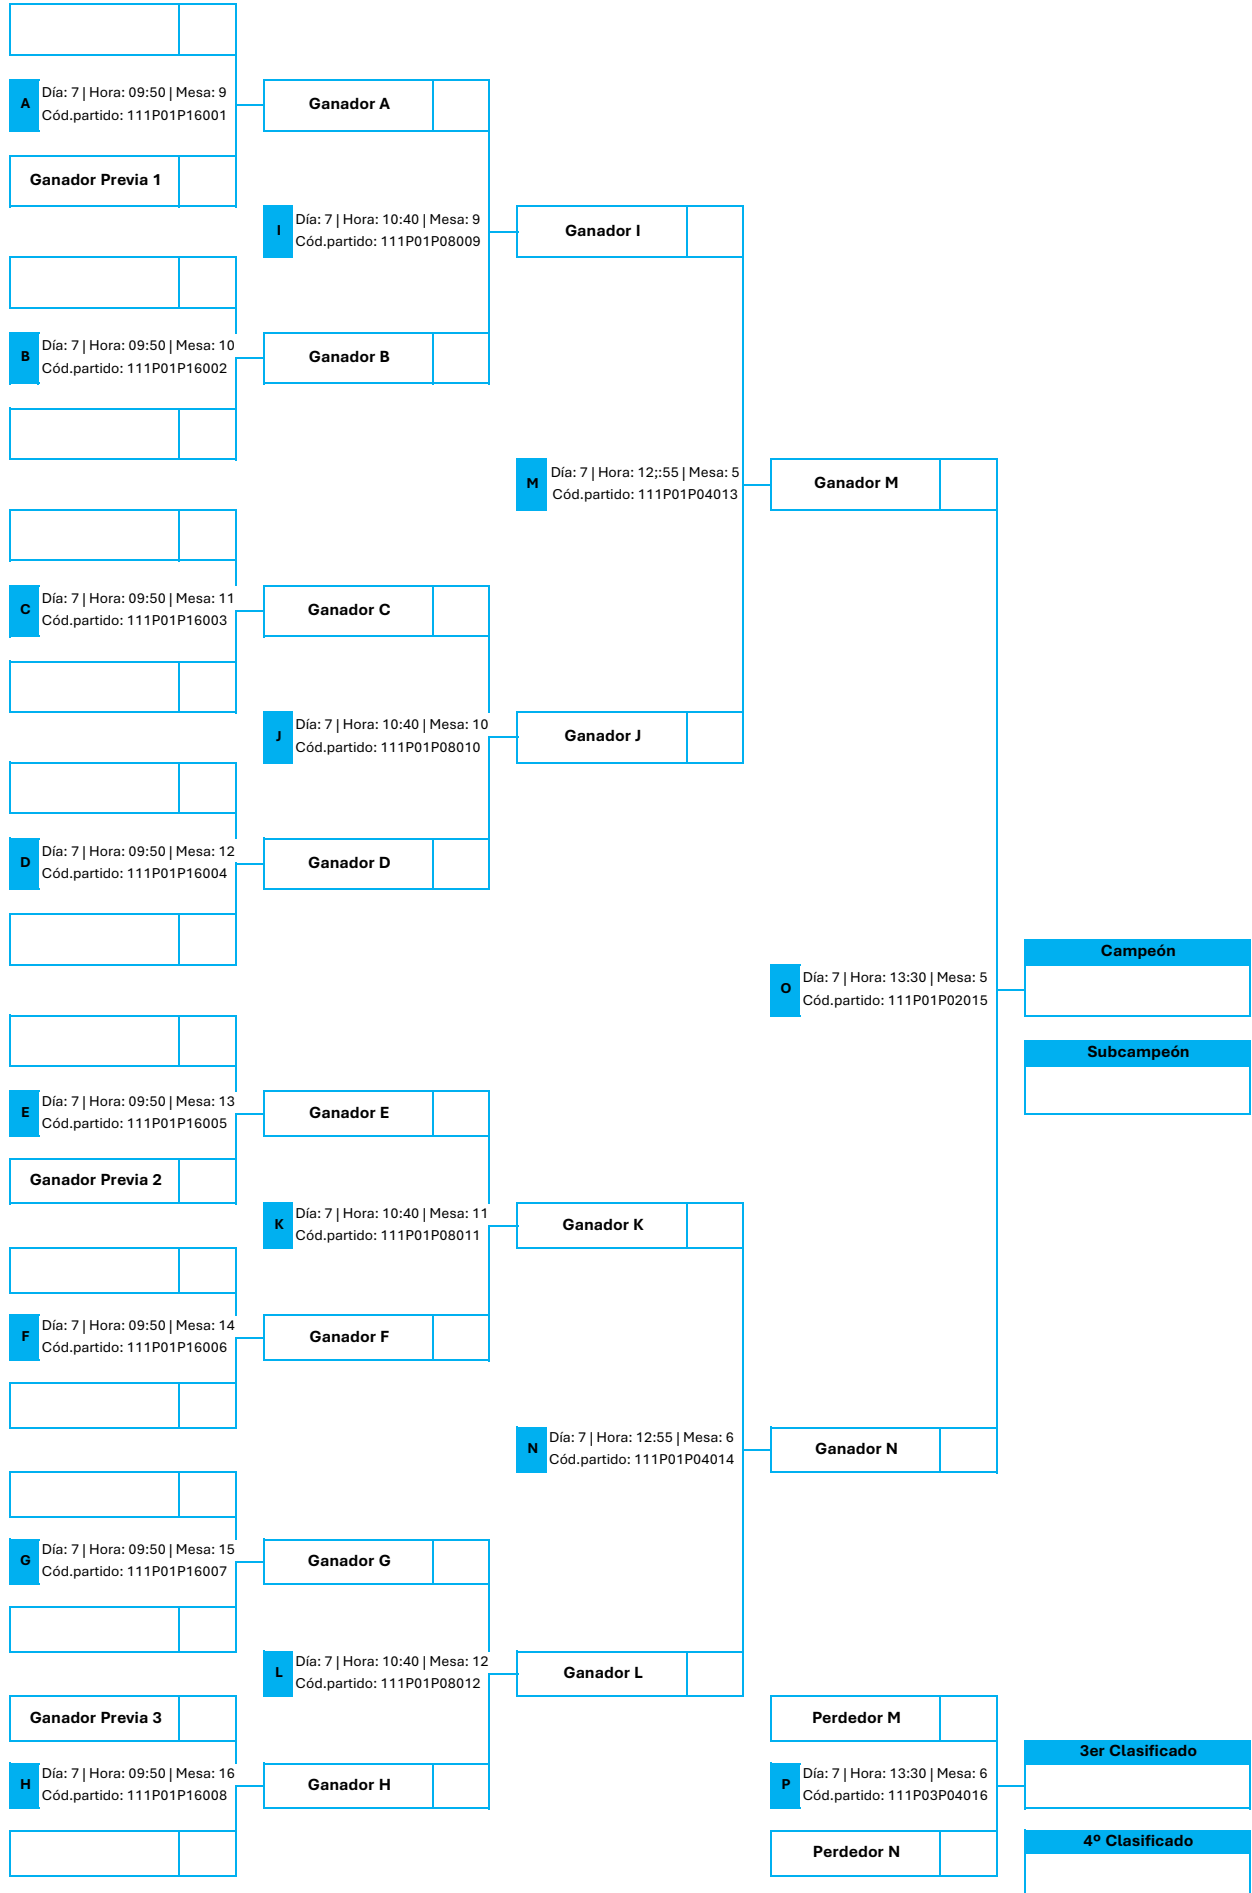 A
Día: 7 | Hora: 09:50 | Mesa: 9
Cód.partido: 111P01P16001
Ganador A
Ganador Previa 1
I
Día: 7 | Hora: 10:40 | Mesa: 9
Cód.partido: 111P01P08009
Ganador I
B
Día: 7 | Hora: 09:50 | Mesa: 10
Cód.partido: 111P01P16002
Ganador B
M
Día: 7 | Hora: 12;:55 | Mesa: 5
Cód.partido: 111P01P04013
Ganador M
C
Día: 7 | Hora: 09:50 | Mesa: 11
Cód.partido: 111P01P16003
Ganador C
J
Día: 7 | Hora: 10:40 | Mesa: 10
Cód.partido: 111P01P08010
Ganador J
D
Día: 7 | Hora: 09:50 | Mesa: 12
Cód.partido: 111P01P16004
Ganador D
Campeón
O
Día: 7 | Hora: 13:30 | Mesa: 5
Cód.partido: 111P01P02015
Subcampeón
E
Día: 7 | Hora: 09:50 | Mesa: 13
Cód.partido: 111P01P16005
Ganador E
Ganador Previa 2
K
Día: 7 | Hora: 10:40 | Mesa: 11
Cód.partido: 111P01P08011
Ganador K
F
Día: 7 | Hora: 09:50 | Mesa: 14
Cód.partido: 111P01P16006
Ganador F
N
Día: 7 | Hora: 12:55 | Mesa: 6
Cód.partido: 111P01P04014
Ganador N
G
Día: 7 | Hora: 09:50 | Mesa: 15
Cód.partido: 111P01P16007
Ganador G
L
Día: 7 | Hora: 10:40 | Mesa: 12
Cód.partido: 111P01P08012
Ganador L
Ganador Previa 3
Perdedor M
3er Clasificado
H
Día: 7 | Hora: 09:50 | Mesa: 16
Cód.partido: 111P01P16008
Ganador H
P
Día: 7 | Hora: 13:30 | Mesa: 6
Cód.partido: 111P03P04016
4º Clasificado
Perdedor N